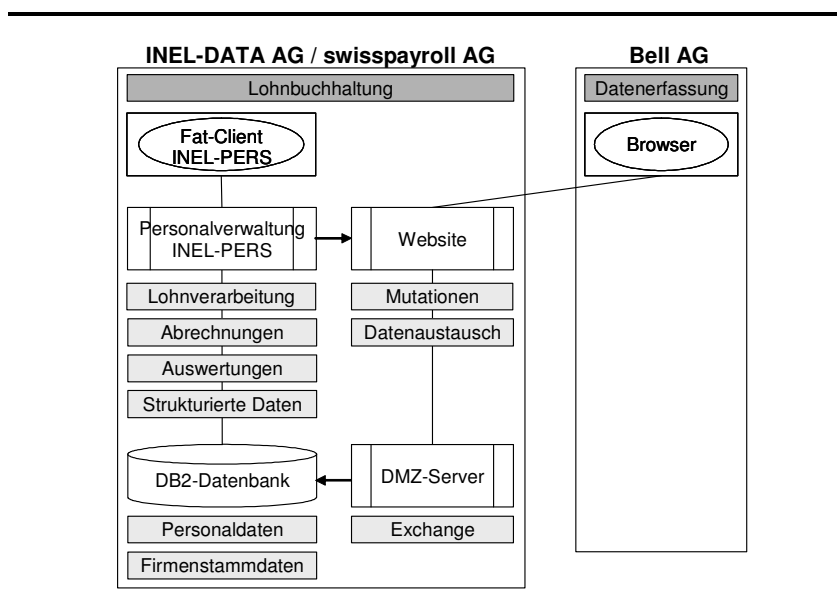 INEL-DATA AG / swisspayroll AG
Bell AG
Lohnbuchhaltung
Datenerfassung
Fat-Client
INEL-PERS
Browser
Personalverwaltung
INEL-PERS
Website
Lohnverarbeitung
Mutationen
Abrechnungen
Datenaustausch
Auswertungen
Strukturierte Daten
DB2-Datenbank
DMZ-Server
Personaldaten
Exchange
Firmenstammdaten